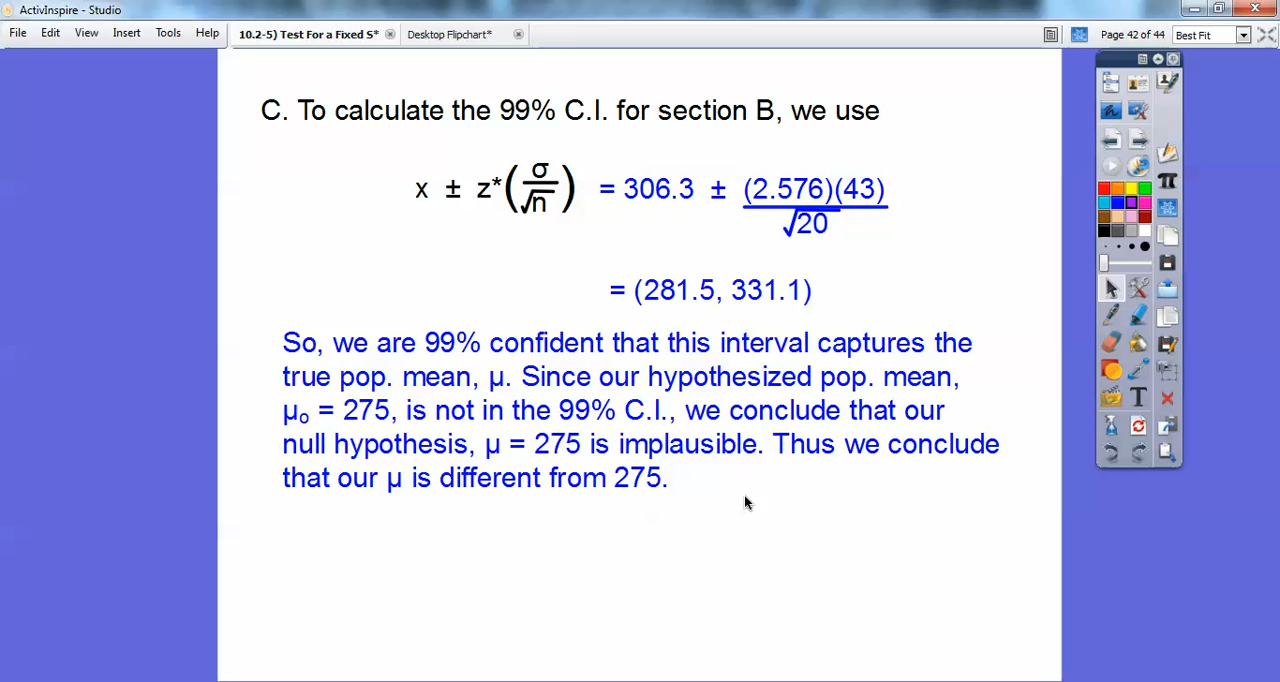 ActivInspire - Studio
File Edit View Insert Tools Help
10.2-5) Test For a Fixed S* Desktop Flipchart*
Page 42 of 44 Best Fit
C. To calculate the 99% C.I. for section B, we use
x ± z*(σ/√n) = 306.3 ± (2.576)(43)/√20
= (281.5, 331.1)
So, we are 99% confident that this interval captures the
true pop. mean, μ. Since our hypothesized pop. mean,
μ₀ = 275, is not in the 99% C.I., we conclude that our
null hypothesis, μ = 275 is implausible. Thus we conclude
that our μ is different from 275.